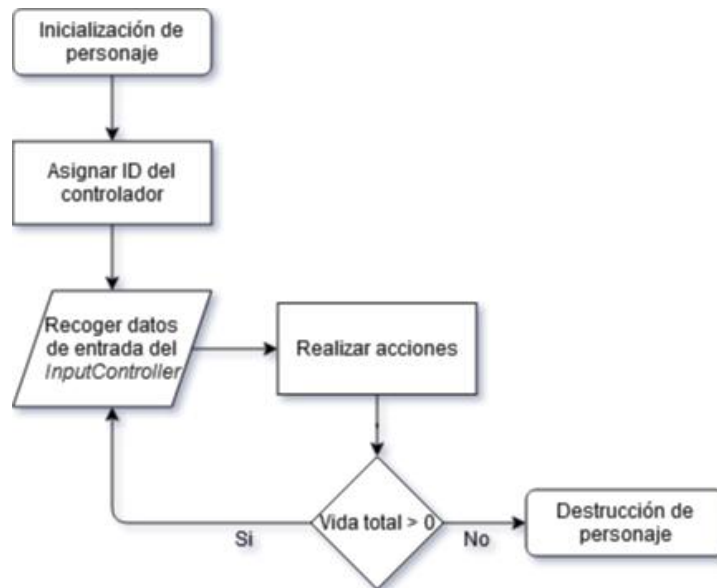 Inicialización de
personaje
Asignar ID del
controlador
Recoger datos
de entrada del
InputController
Realizar acciones
Vida total > 0
Si
No
Destrucción de
personaje